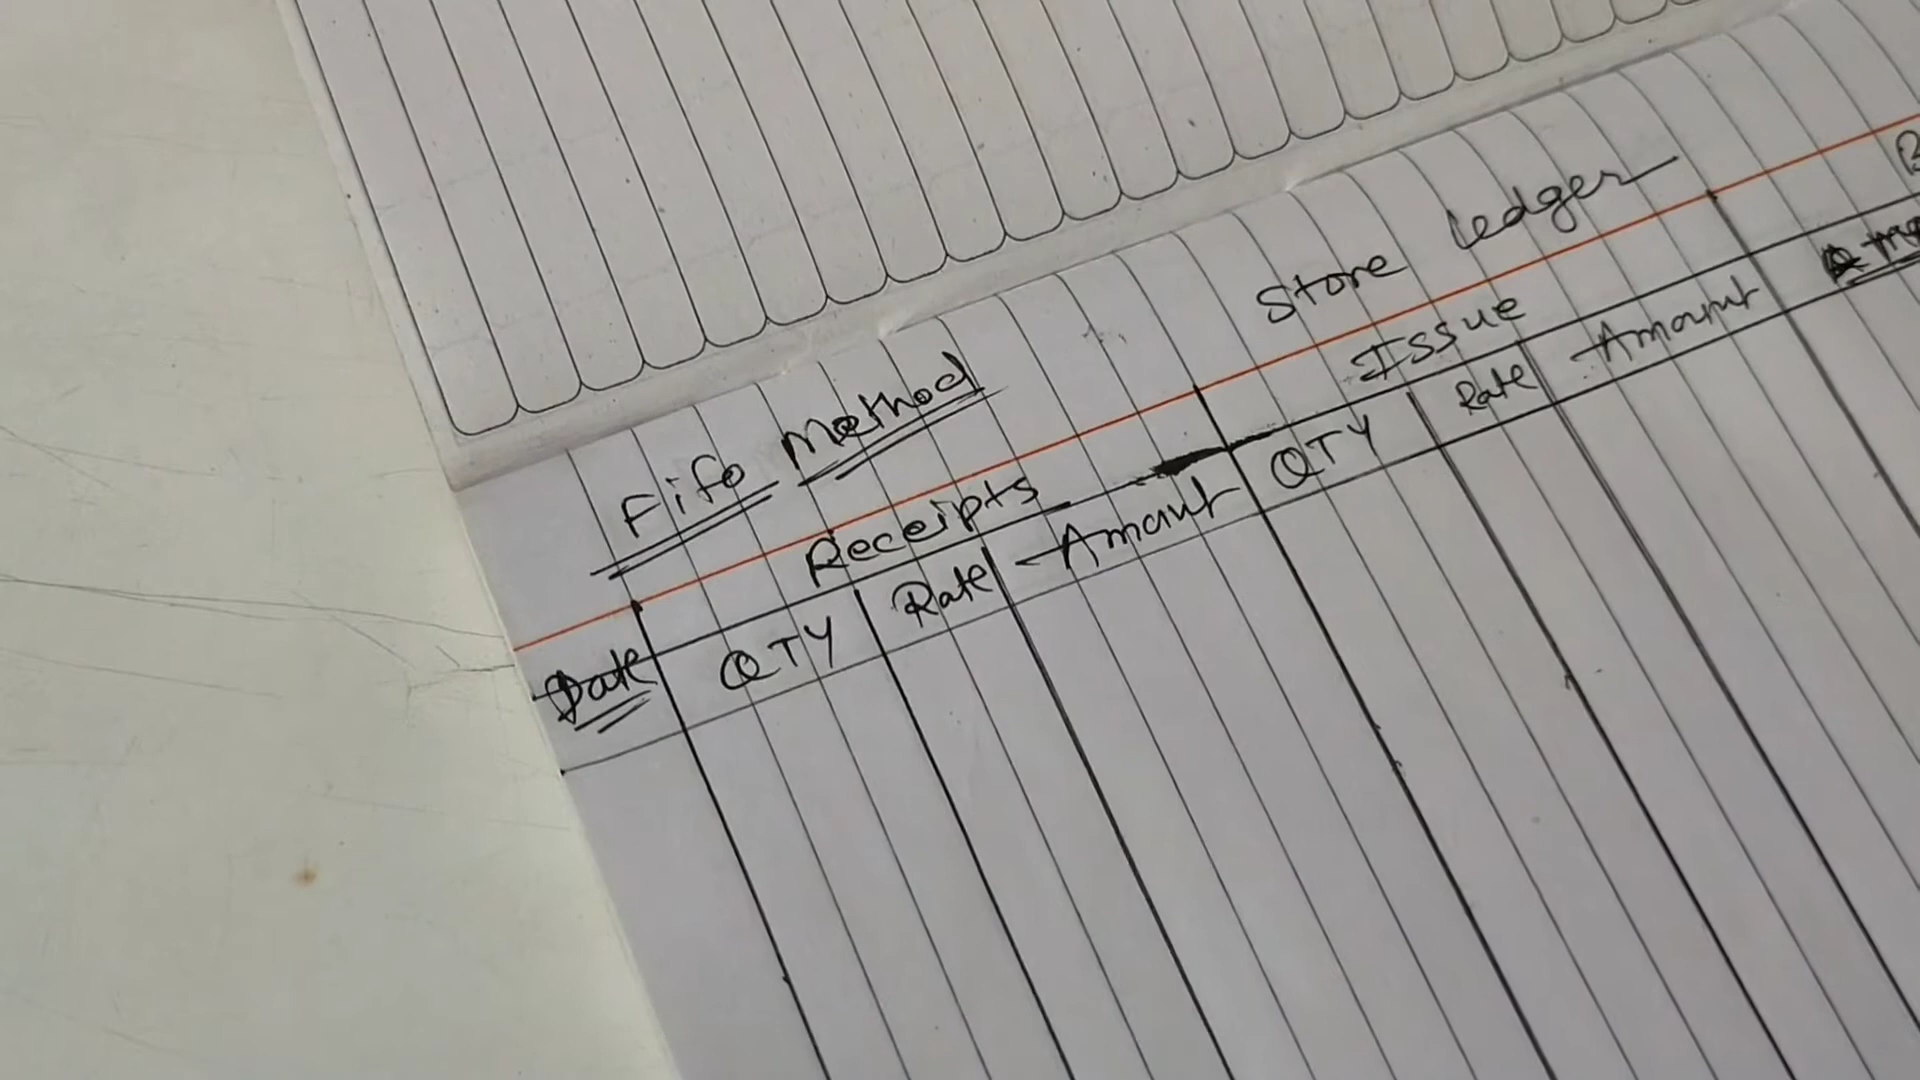 Fifo Method Store Ledger
Receipts Issue
Date QTY Rate Amount QTY Rate Amount